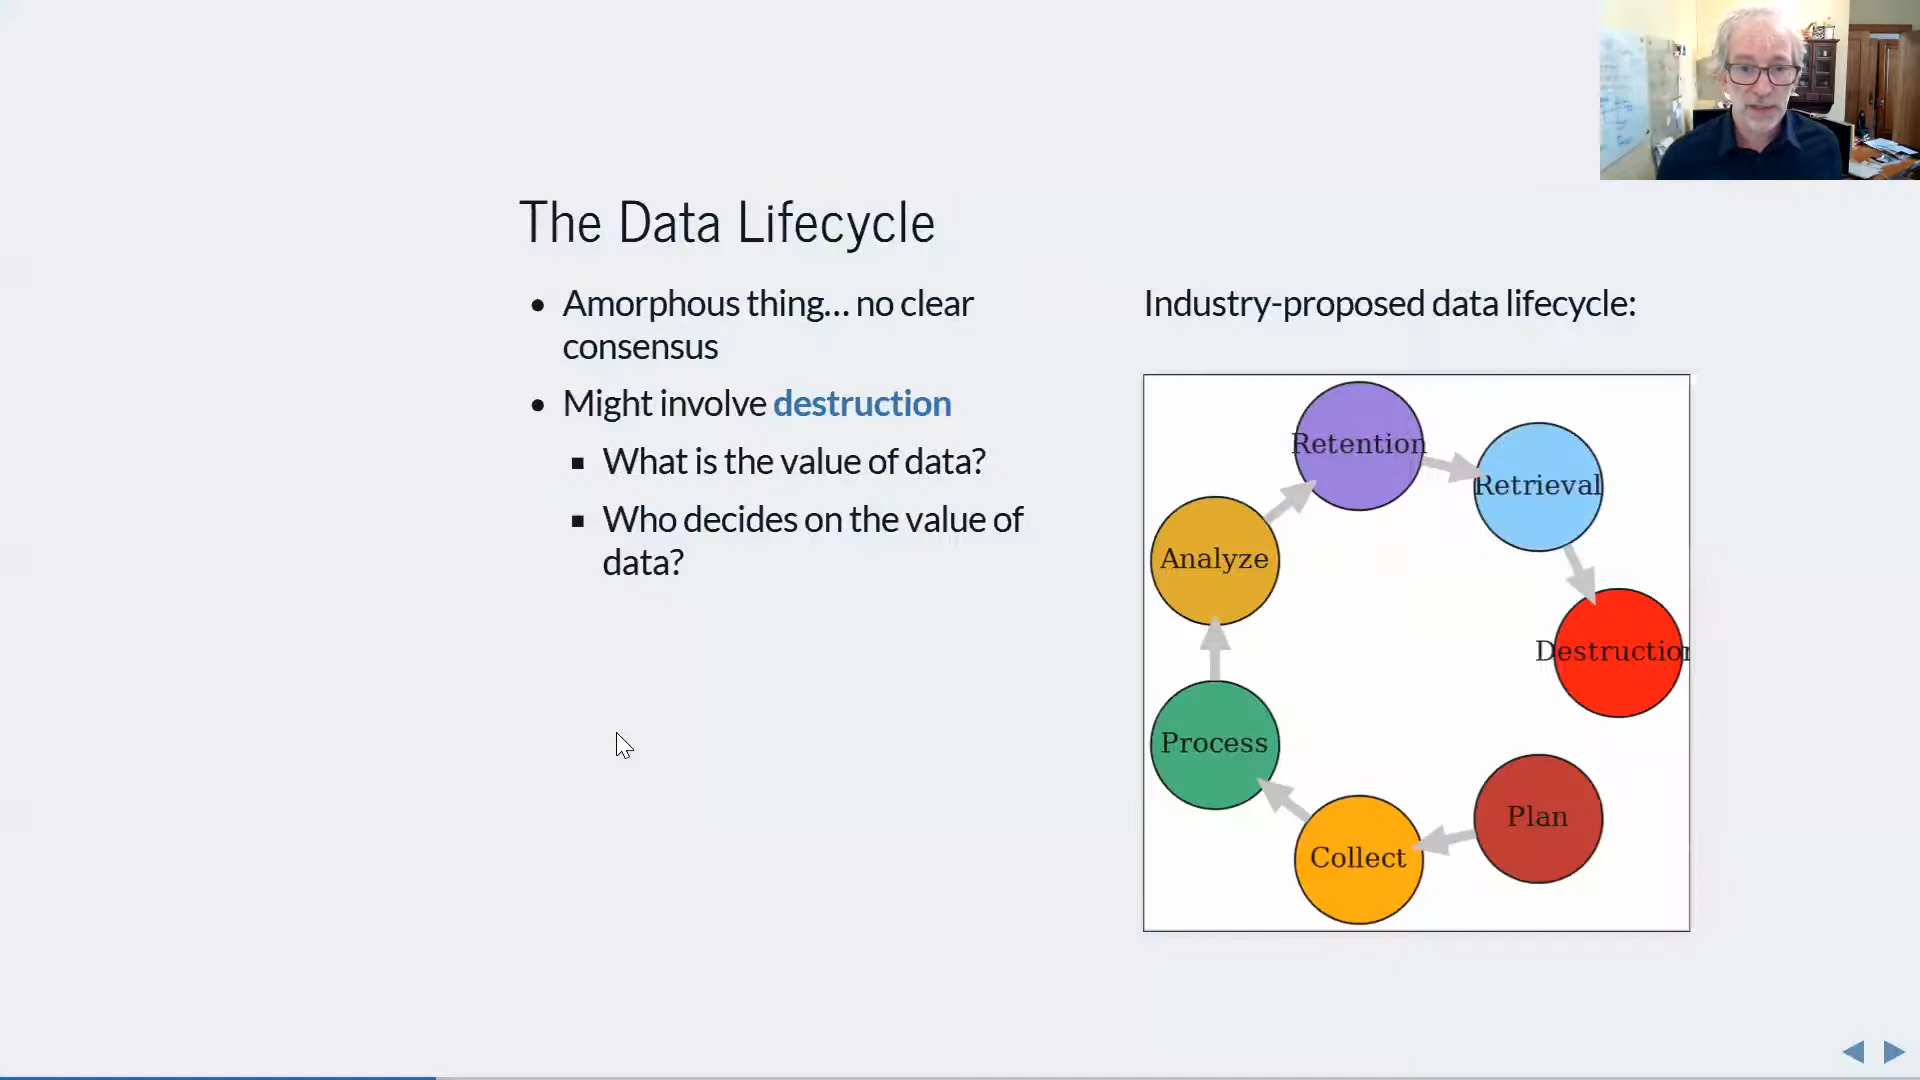 The Data Lifecycle
Amorphous thing... no clear
consensus
Might involve destruction
What is the value of data?
Who decides on the value of
data?
Industry-proposed data lifecycle:
Retention
Retrieval
Analyze
Destruction
Process
Plan
Collect